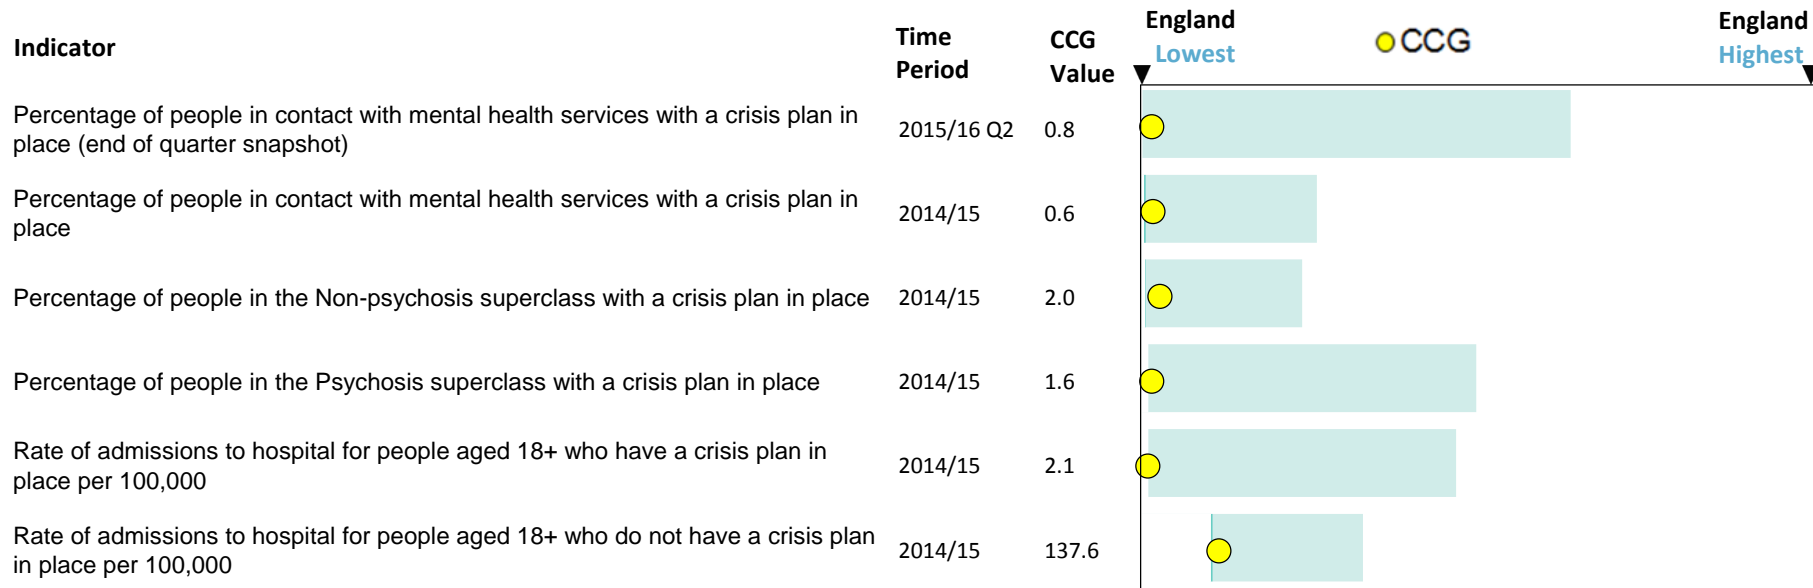 Indicator
Time
Period
CCG
Value
England
Lowest
CCG
England
Highest
Percentage of people in contact with mental health services with a crisis plan in
place (end of quarter snapshot)
2015/16 Q2
0.8
Percentage of people in contact with mental health services with a crisis plan in
place
2014/15
0.6
Percentage of people in the Non-psychosis superclass with a crisis plan in place
2014/15
2.0
Percentage of people in the Psychosis superclass with a crisis plan in place
2014/15
1.6
Rate of admissions to hospital for people aged 18+ who have a crisis plan in
place per 100,000
2014/15
2.1
Rate of admissions to hospital for people aged 18+ who do not have a crisis plan
in place per 100,000
2014/15
137.6